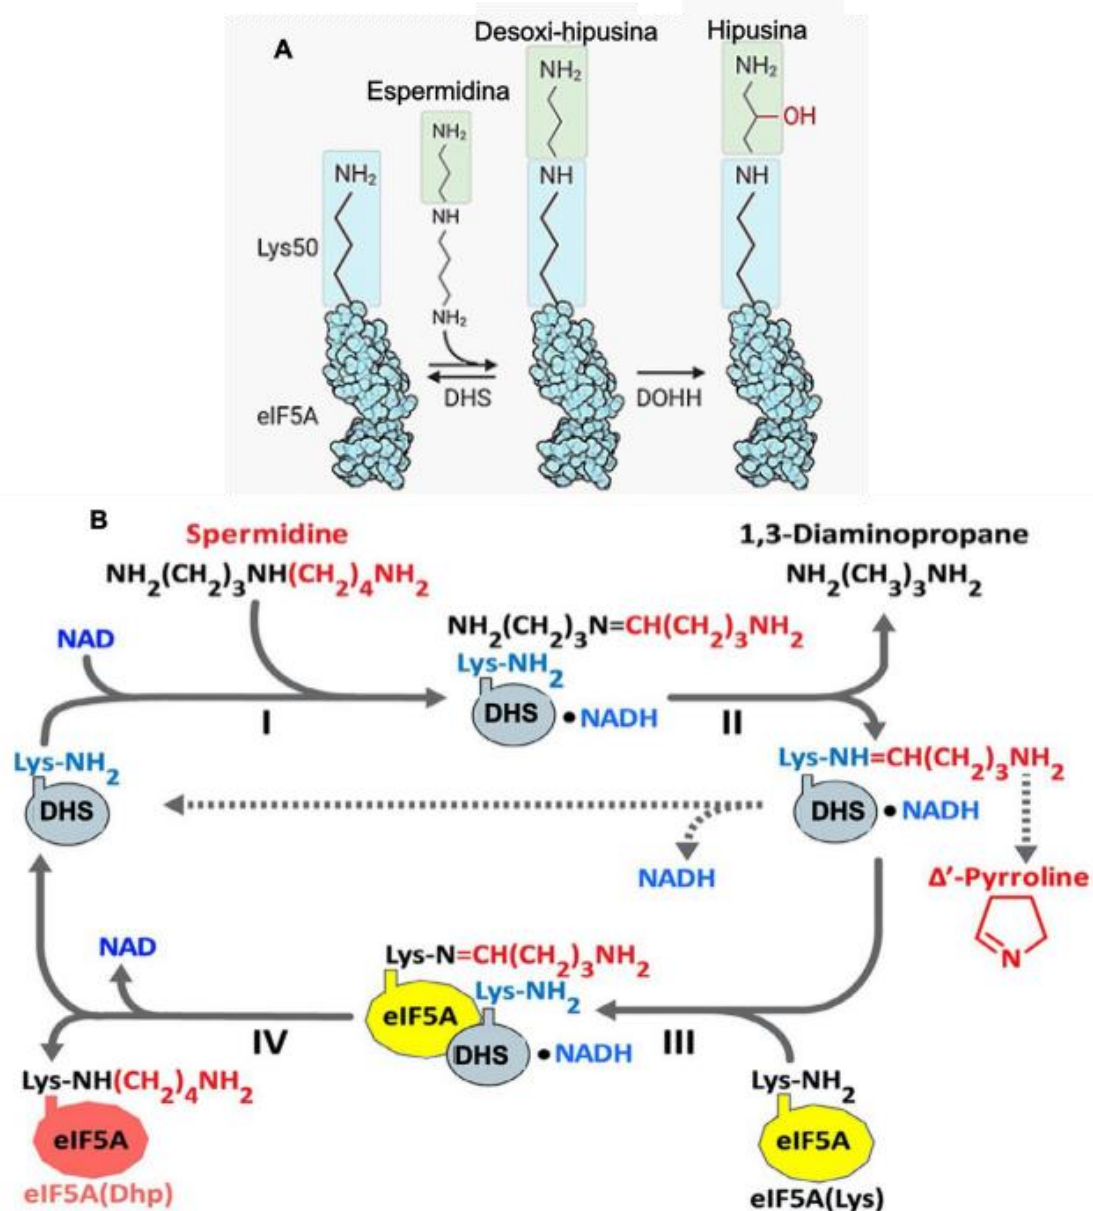 A
Desoxi-hipusina
Hipusina
Espermidina
NH₂
NH₂
NH₂
NH₂
OH
NH
NH
NH
Lys50
NH₂
eIF5A
DHS
DOHH
B
Spermidine
NH₂(CH₂)₃NH(CH₂)₄NH₂
1,3-Diaminopropane
NH₂(CH₃)₃NH₂
NAD
NH₂(CH₂)₃N=CH(CH₂)₃NH₂
Lys-NH₂
DHS
• NADH
I
II
Lys-NH₂
DHS
Lys-NH=CH(CH₂)₃NH₂
DHS
• NADH
NADH
Δ'-Pyrroline
N
NAD
Lys-N=CH(CH₂)₃NH₂
Lys-NH₂
eIF5A
DHS
• NADH
IV
III
Lys-NH(CH₂)₄NH₂
eIF5A
eIF5A(Dhp)
Lys-NH₂
eIF5A
eIF5A(Lys)